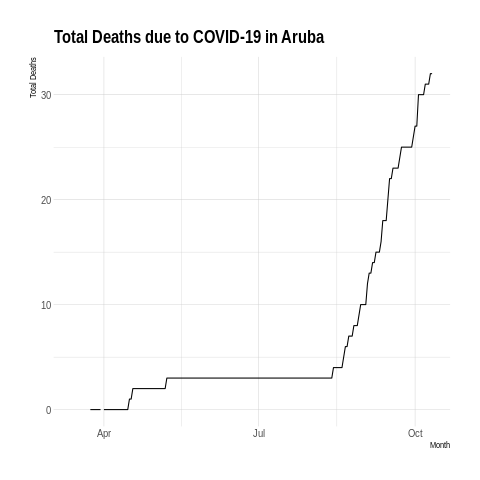 Total Deaths due to COVID-19 in Aruba
Total Deaths
30
20
10
0
Apr
Jul
Oct
Month